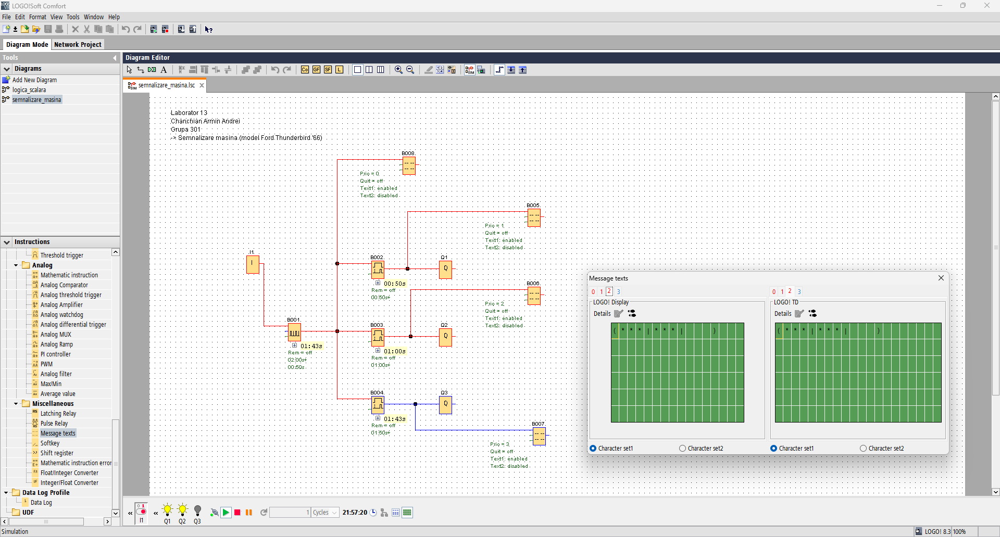 LOGO!Soft Comfort
File Edit Format View Tools Window Help
Diagram Mode Network Project
Tools
Diagrams
Add New Diagram
logica_scalara
semnalizare_masina
Instructions
Threshold trigger
Analog
Mathematic instruction
Analog Comparator
Analog threshold trigger
Analog Amplifier
Analog watchdog
Analog differential trigger
Analog MUX
Analog Ramp
PI controller
PWM
Analog filter
Max/Min
Average value
Miscellaneous
Latching Relay
Pulse Relay
Message texts
Softkey
Shift register
Mathematic instruction error
Float/Integer Converter
Integer/Float Converter
Data Log Profile
Data Log
UDF
Diagram Editor
Co GF SF L
semnalizare_masina.lsc
Laborator 13
Chanchian Armin Andrei
Grupa 301
-> Semnalizare masina (model Ford Thunderbird '66)
B008
Prio = 0
Quit = off
Text1: enabled
Text2: disabled
B005
Prio = 1
Quit = off
Text1: enabled
Text2: disabled
I1
I
B002
00:50s
Rem = off
00:50s+
Q1
Q
B006
Prio = 2
Quit = off
Text1: enabled
Text2: disabled
B001
01:43s
Rem = off
02:00s+
00:50s
B003
01:00s
Rem = off
01:00s+
Q2
Q
B004
01:43s
Rem = off
01:50s+
Q3
Q
B007
Prio = 3
Quit = off
Text1: enabled
Text2: disabled
Message texts
0 1 2 3
LOGO! Display
Details
( * * * | * * * | )
Character set1 Character set2
0 1 2 3
LOGO! TD
Details
( * * * | * * * | )
Character set1 Character set2
0 1
I1
Q1 Q2 Q3
1 Cycles
21:57:20
Simulation
LOGO! 8.3 100%